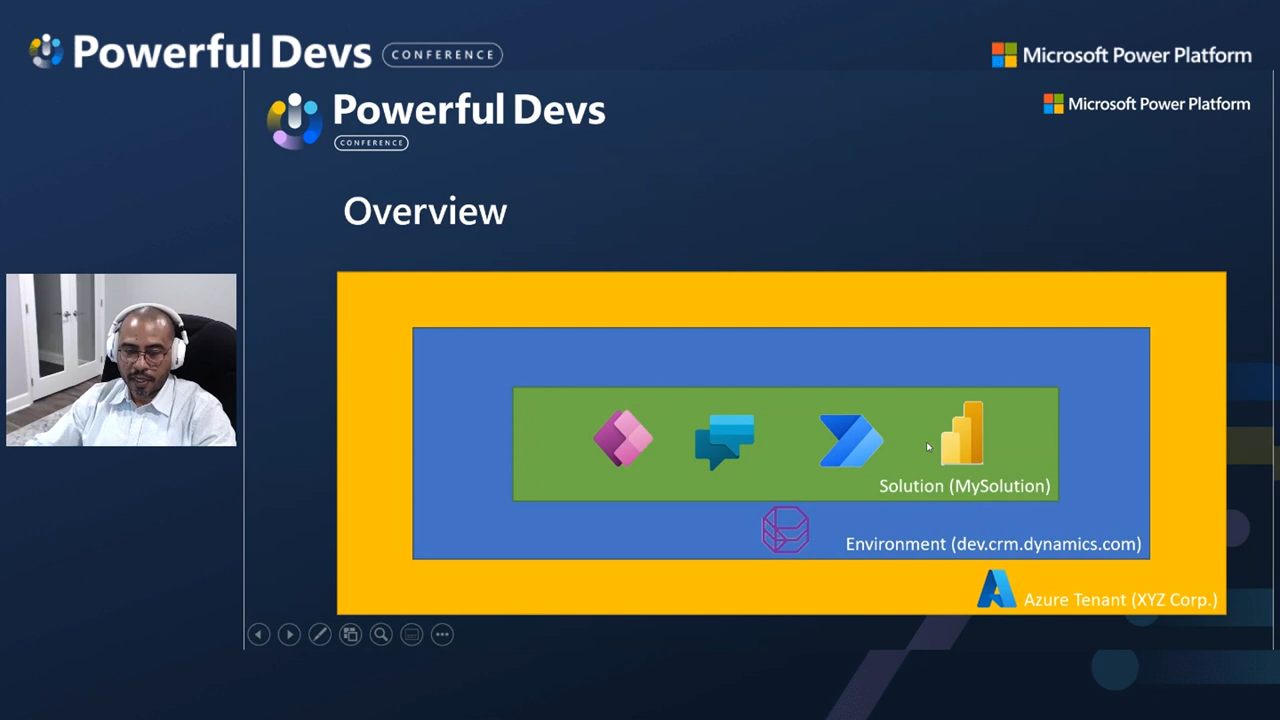 Powerful Devs CONFERENCE
Microsoft Power Platform
Powerful Devs
CONFERENCE
Microsoft Power Platform
Overview
Solution (MySolution)
Environment (dev.crm.dynamics.com)
Azure Tenant (XYZ Corp.)